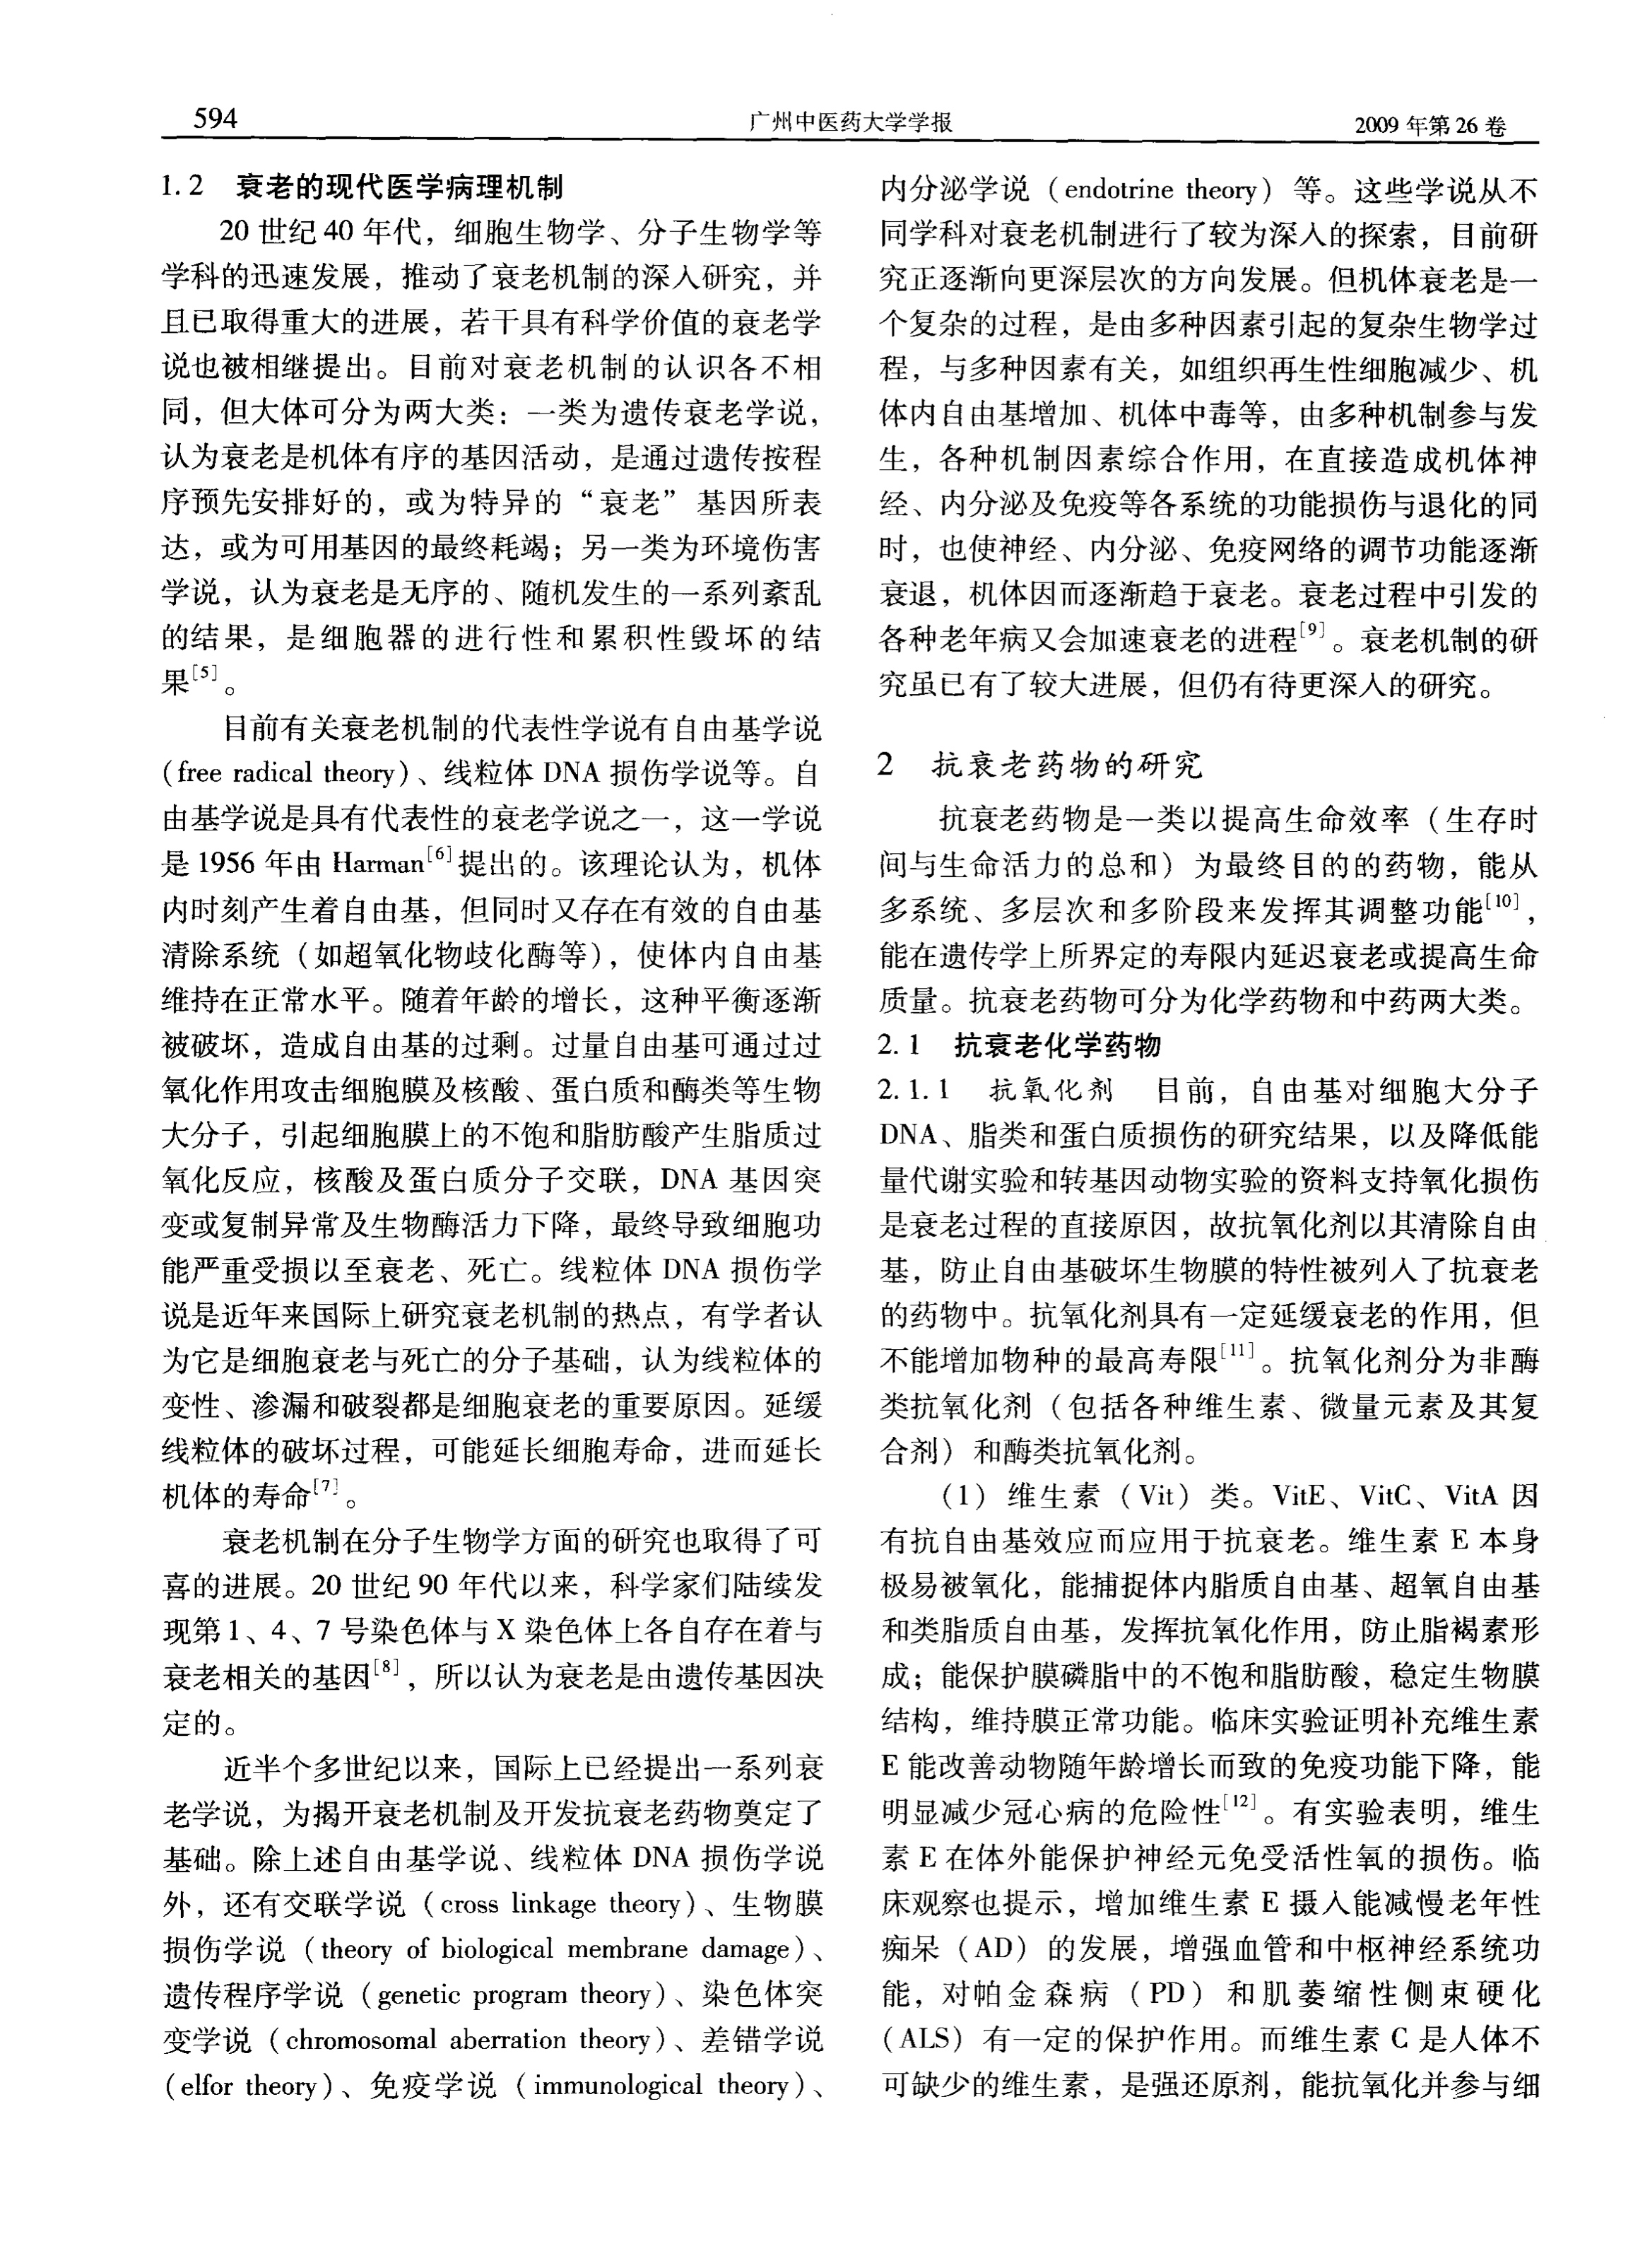 594
广州中医药大学学报
2009 年第 26 卷
1.2 衰老的现代医学病理机制
20 世纪 40 年代，细胞生物学、分子生物学等
学科的迅速发展，推动了衰老机制的深入研究，并
且已取得重大的进展，若干具有科学价值的衰老学
说也被相继提出。目前对衰老机制的认识各不相
同，但大体可分为两大类：一类为遗传衰老学说，
认为衰老是机体有序的基因活动，是通过遗传按程
序预先安排好的，或为特异的“衰老”基因所表
达，或为可用基因的最终耗竭；另一类为环境伤害
学说，认为衰老是无序的、随机发生的一系列紊乱
的结果，是细胞器的进行性和累积性毁坏的结
果[5]。
目前有关衰老机制的代表性学说有自由基学说
(free radical theory)、线粒体 DNA 损伤学说等。自
由基学说是具有代表性的衰老学说之一，这一学说
是 1956 年由 Harman[6]提出的。该理论认为，机体
内时刻产生着自由基，但同时又存在有效的自由基
清除系统（如超氧化物歧化酶等），使体内自由基
维持在正常水平。随着年龄的增长，这种平衡逐渐
被破坏，造成自由基的过剩。过量自由基可通过过
氧化作用攻击细胞膜及核酸、蛋白质和酶类等生物
大分子，引起细胞膜上的不饱和脂肪酸产生脂质过
氧化反应，核酸及蛋白质分子交联，DNA 基因突
变或复制异常及生物酶活力下降，最终导致细胞功
能严重受损以至衰老、死亡。线粒体 DNA 损伤学
说是近年来国际上研究衰老机制的热点，有学者认
为它是细胞衰老与死亡的分子基础，认为线粒体的
变性、渗漏和破裂都是细胞衰老的重要原因。延缓
线粒体的破坏过程，可能延长细胞寿命，进而延长
机体的寿命[7]。
衰老机制在分子生物学方面的研究也取得了可
喜的进展。20 世纪 90 年代以来，科学家们陆续发
现第 1、4、7 号染色体与 X 染色体上各自存在着与
衰老相关的基因[8]，所以认为衰老是由遗传基因决
定的。
近半个多世纪以来，国际上已经提出一系列衰
老学说，为揭开衰老机制及开发抗衰老药物奠定了
基础。除上述自由基学说、线粒体 DNA 损伤学说
外，还有交联学说（cross linkage theory）、生物膜
损伤学说（theory of biological membrane damage）、
遗传程序学说（genetic program theory）、染色体突
变学说（chromosomal aberration theory）、差错学说
(elfor theory)、免疫学说（immunological theory）、
内分泌学说（endotrine theory）等。这些学说从不
同学科对衰老机制进行了较为深入的探索，目前研
究正逐渐向更深层次的方向发展。但机体衰老是一
个复杂的过程，是由多种因素引起的复杂生物学过
程，与多种因素有关，如组织再生性细胞减少、机
体内自由基增加、机体中毒等，由多种机制参与发
生，各种机制因素综合作用，在直接造成机体神
经、内分泌及免疫等各系统的功能损伤与退化的同
时，也使神经、内分泌、免疫网络的调节功能逐渐
衰退，机体因而逐渐趋于衰老。衰老过程中引发的
各种老年病又会加速衰老的进程[9]。衰老机制的研
究虽已有了较大进展，但仍有待更深入的研究。
2 抗衰老药物的研究
抗衰老药物是一类以提高生命效率（生存时
间与生命活力的总和）为最终目的的药物，能从
多系统、多层次和多阶段来发挥其调整功能[10]，
能在遗传学上所界定的寿限内延迟衰老或提高生命
质量。抗衰老药物可分为化学药物和中药两大类。
2.1 抗衰老化学药物
2.1.1 抗氧化剂 目前，自由基对细胞大分子
DNA、脂类和蛋白质损伤的研究结果，以及降低能
量代谢实验和转基因动物实验的资料支持氧化损伤
是衰老过程的直接原因，故抗氧化剂以其清除自由
基，防止自由基破坏生物膜的特性被列入了抗衰老
的药物中。抗氧化剂具有一定延缓衰老的作用，但
不能增加物种的最高寿限[11]。抗氧化剂分为非酶
类抗氧化剂（包括各种维生素、微量元素及其复
合剂）和酶类抗氧化剂。
（1）维生素（Vit）类。VitE、VitC、VitA 因
有抗自由基效应而应用于抗衰老。维生素 E 本身
极易被氧化，能捕捉体内脂质自由基、超氧自由基
和类脂质自由基，发挥抗氧化作用，防止脂褐素形
成；能保护膜磷脂中的不饱和脂肪酸，稳定生物膜
结构，维持膜正常功能。临床实验证明补充维生素
E 能改善动物随年龄增长而致的免疫功能下降，能
明显减少冠心病的危险性[12]。有实验表明，维生
素 E 在体外能保护神经元免受活性氧的损伤。临
床观察也提示，增加维生素 E 摄入能减慢老年性
痴呆（AD）的发展，增强血管和中枢神经系统功
能，对帕金森病（PD）和肌萎缩性侧束硬化
（ALS）有一定的保护作用。而维生素 C 是人体不
可缺少的维生素，是强还原剂，能抗氧化并参与细